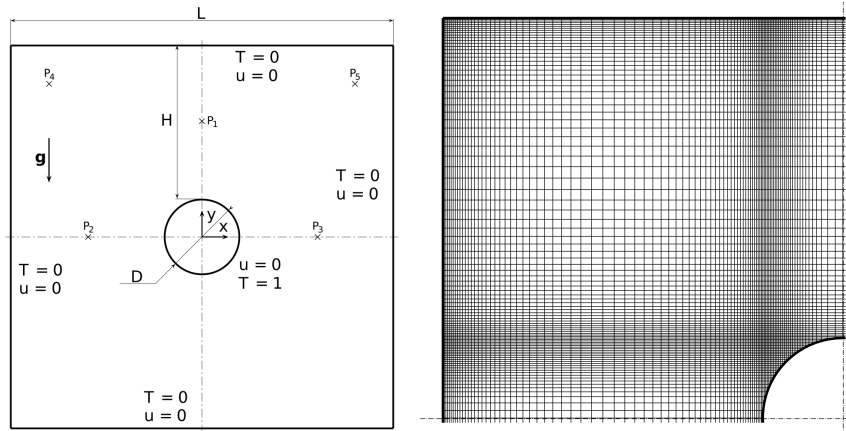 L
T = 0
u = 0
P4
P5
H
P1
g
T = 0
u = 0
y
x
P2
P3
T = 0
u = 0
D
u = 0
T = 1
T = 0
u = 0